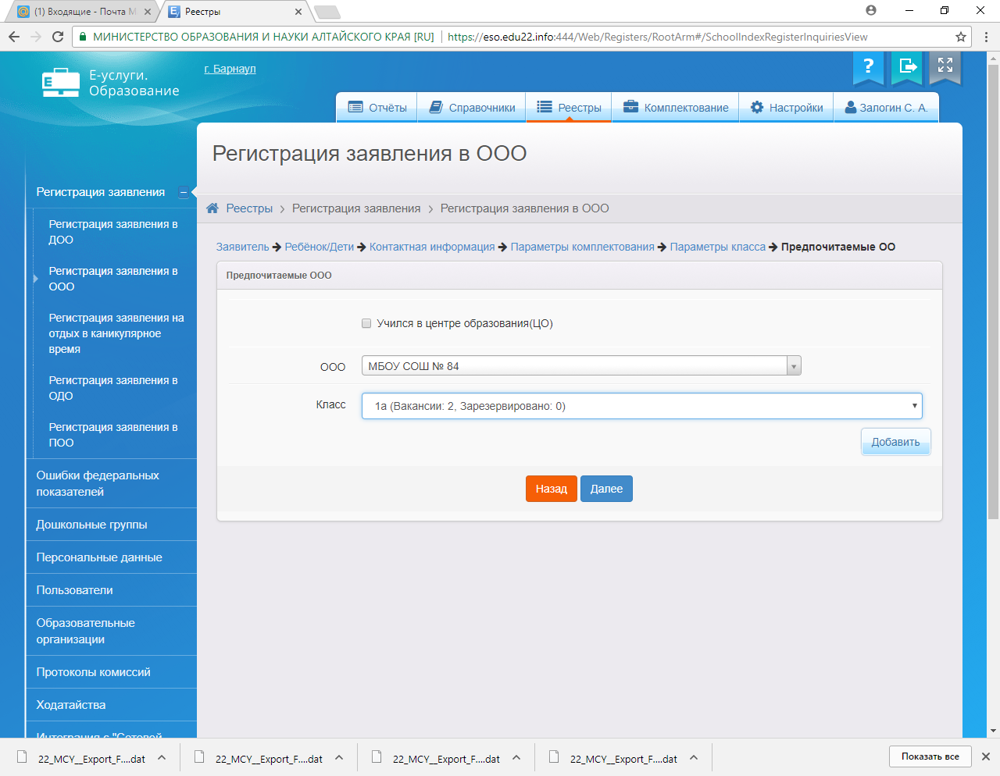 (1) Входящие - Почта M
Реестры
МИНИСТЕРСТВО ОБРАЗОВАНИЯ И НАУКИ АЛТАЙСКОГО КРАЯ [RU]
https://eso.edu22.info:444/Web/Registers/RootArm#/SchoolIndexRegisterInquiriesView
Е-услуги.
Образование
г. Барнаул
?
Отчёты
Справочники
Реестры
Комплектование
Настройки
Залогин С. А.
Регистрация заявления в ООО
Реестры > Регистрация заявления > Регистрация заявления в ООО
Регистрация заявления
Регистрация заявления в
ДОО
Регистрация заявления в
ООО
Регистрация заявления на
отдых в каникулярное
время
Регистрация заявления в
ОДО
Регистрация заявления в
ПОО
Ошибки федеральных
показателей
Дошкольные группы
Персональные данные
Пользователи
Образовательные
организации
Протоколы комиссий
Ходатайства
Интеграция с "Сетевой
Заявитель → Ребёнок/Дети → Контактная информация → Параметры комплектования → Параметры класса → Предпочитаемые ОО
Предпочитаемые ООО
Учился в центре образования(ЦО)
ООО
МБОУ СОШ № 84
Класс
1а (Вакансии: 2, Зарезервировано: 0)
Добавить
Назад
Далее
22_MCY__Export_F....dat
22_MCY__Export_F....dat
22_MCY__Export_F....dat
22_MCY__Export_F....dat
Показать все